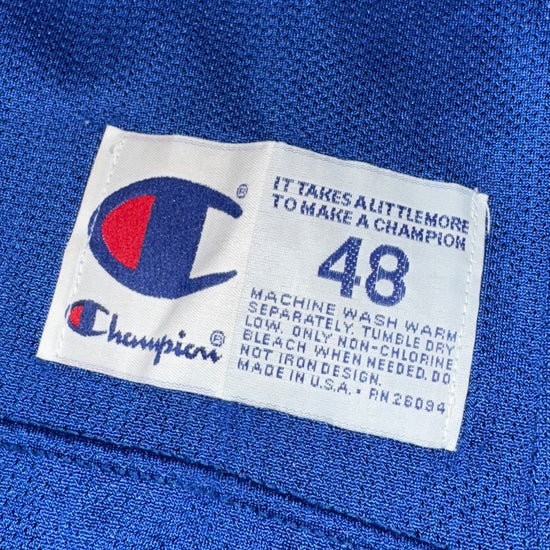 Champion®
IT TAKES A LITTLE MORE
TO MAKE A CHAMPION
48
MACHINE WASH WARM
SEPARATELY. TUMBLE DRY
LOW. ONLY NON-CHLORINE
BLEACH WHEN NEEDED. DO
NOT IRON DESIGN.
MADE IN U.S.A. • RN 26094